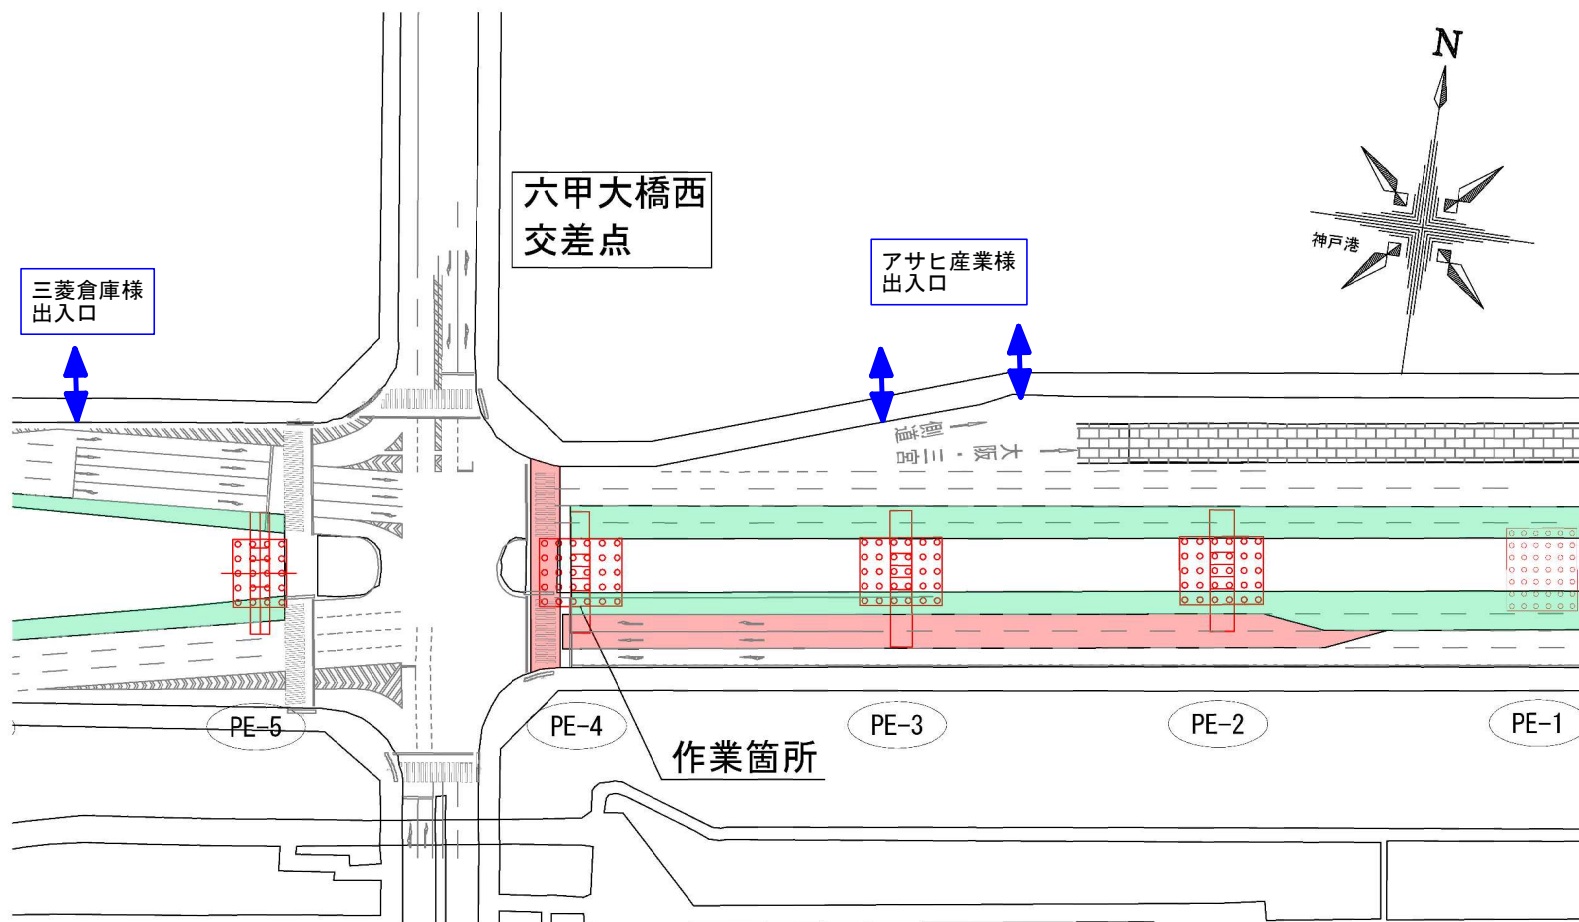 N
六甲大橋西
交差点
神戸港
三菱倉庫様
出入口
アサヒ産業様
出入口
側道
大阪・三宮
PE-5
PE-4
PE-3
PE-2
PE-1
作業箇所